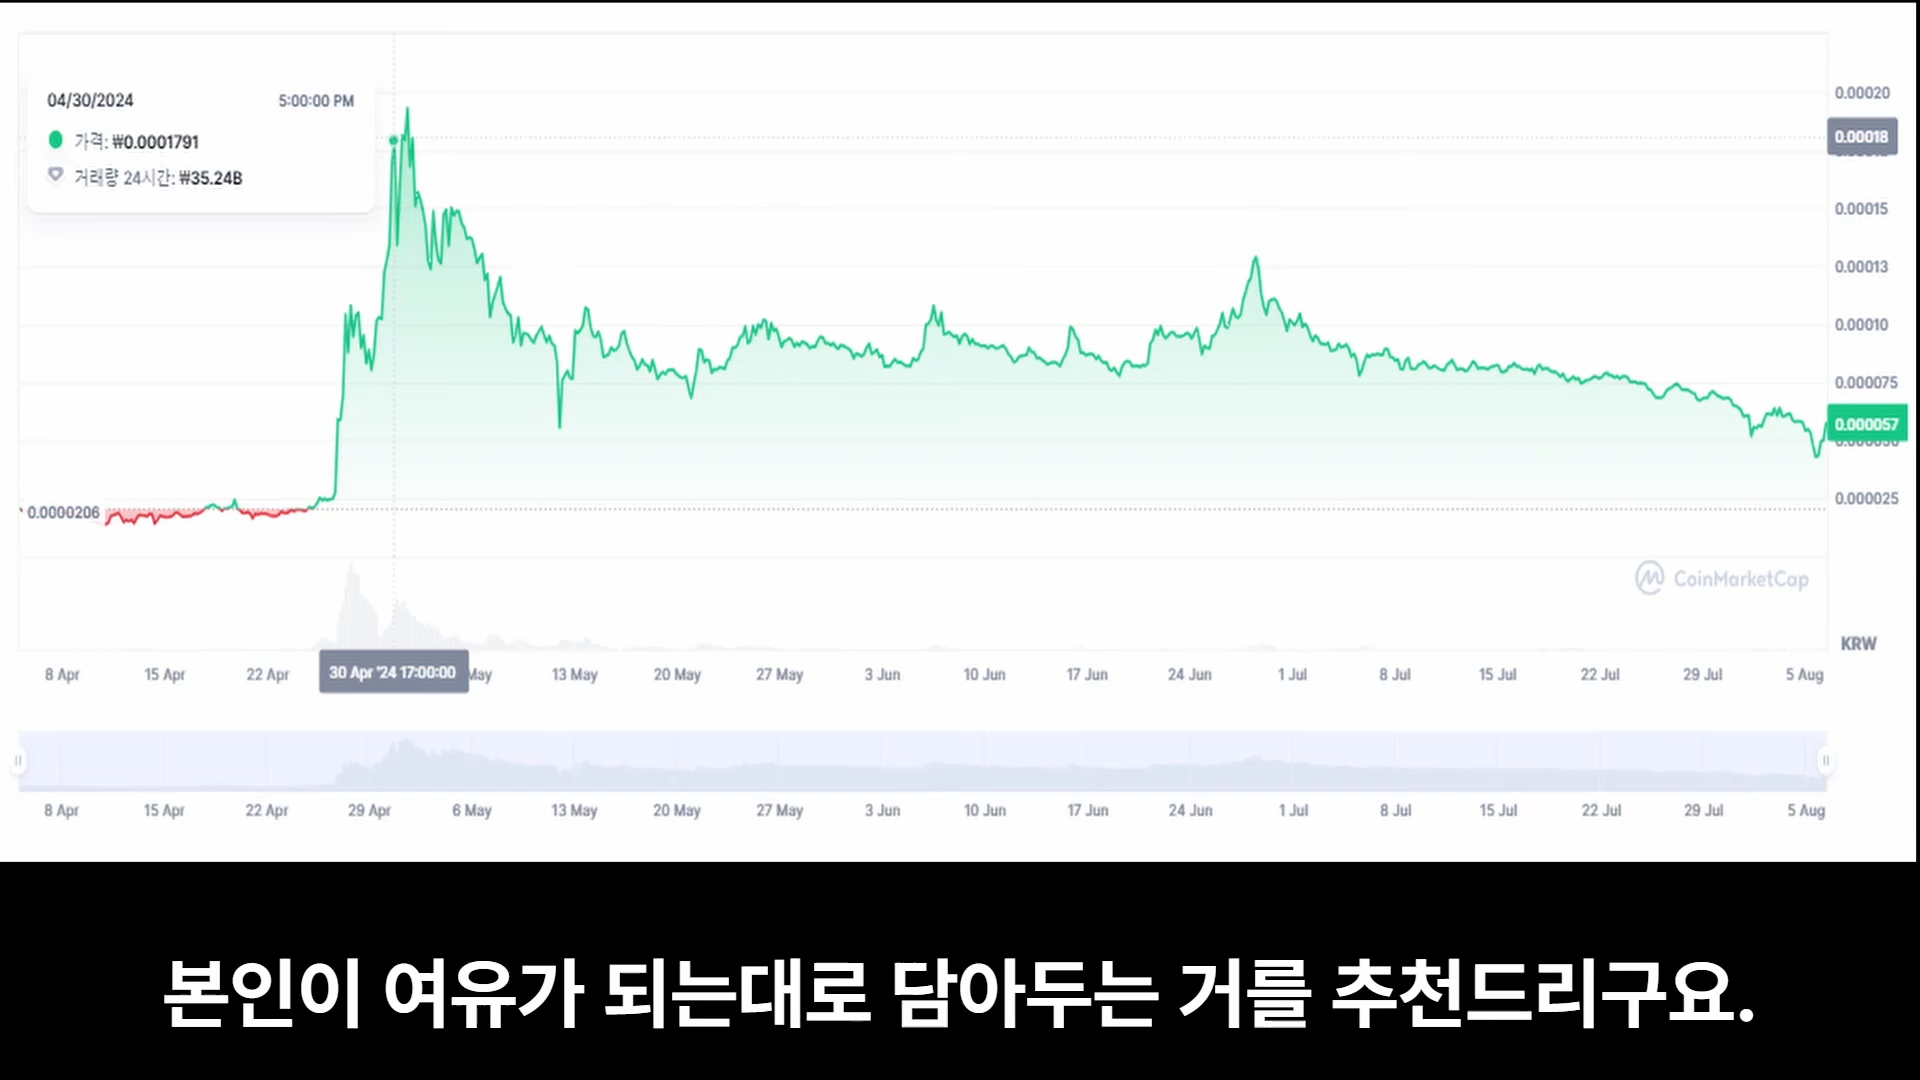 04/30/2024 5:00:00 PM
가격: ₩0.0001791
거래량 24시간: ₩35.24B
0.00020
0.00018
0.00015
0.00013
0.00010
0.000075
0.000057
0.000025
0.0000206
CoinMarketCap
KRW
8 Apr 15 Apr 22 Apr 30 Apr '24 17:00:00 May 13 May 20 May 27 May 3 Jun 10 Jun 17 Jun 24 Jun 1 Jul 8 Jul 15 Jul 22 Jul 29 Jul 5 Aug
8 Apr 15 Apr 22 Apr 29 Apr 6 May 13 May 20 May 27 May 3 Jun 10 Jun 17 Jun 24 Jun 1 Jul 8 Jul 15 Jul 22 Jul 29 Jul 5 Aug
본인이 여유가 되는대로 담아두는 거를 추천드리구요.